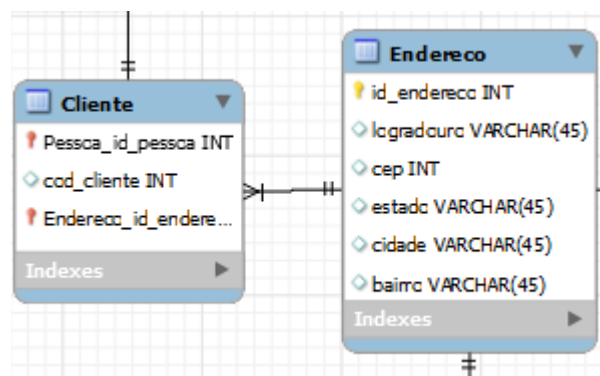 Cliente
Pessoa_id_pessoa INT
cod_cliente INT
Endereco_id_endere...
Indexes
Endereco
id_endereco INT
logradouro VARCHAR(45)
cep INT
estado VARCHAR(45)
cidade VARCHAR(45)
bairro VARCHAR(45)
Indexes